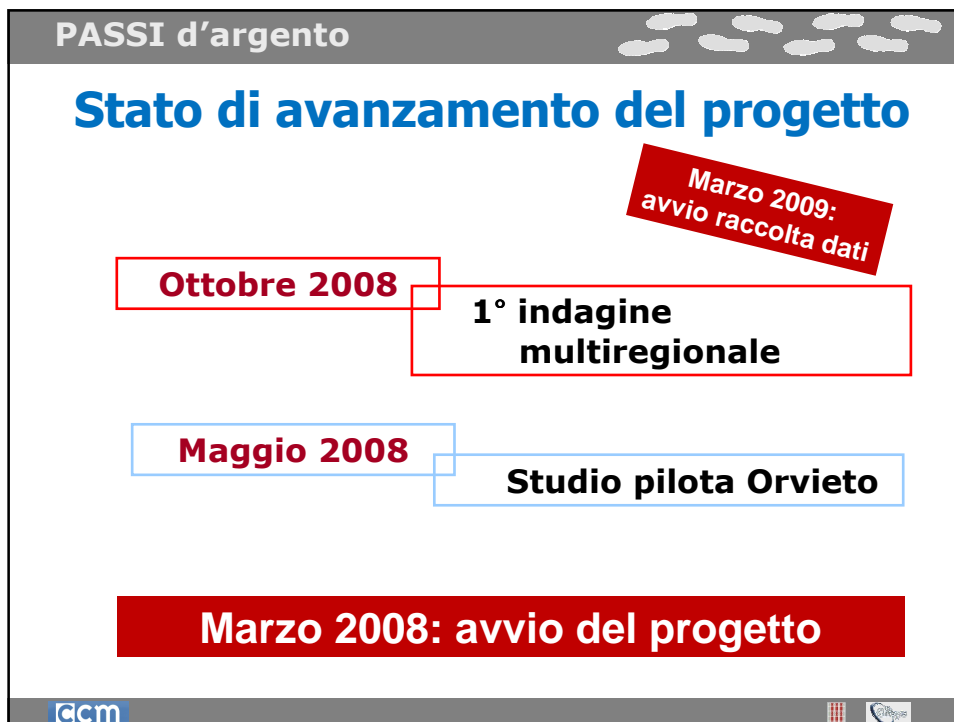 PASSI d’argento
Stato di avanzamento del progetto
Marzo 2009:
avvio raccolta dati
Ottobre 2008
1° indagine
multiregionale
Maggio 2008
Studio pilota Orvieto
Marzo 2008: avvio del progetto
ccm